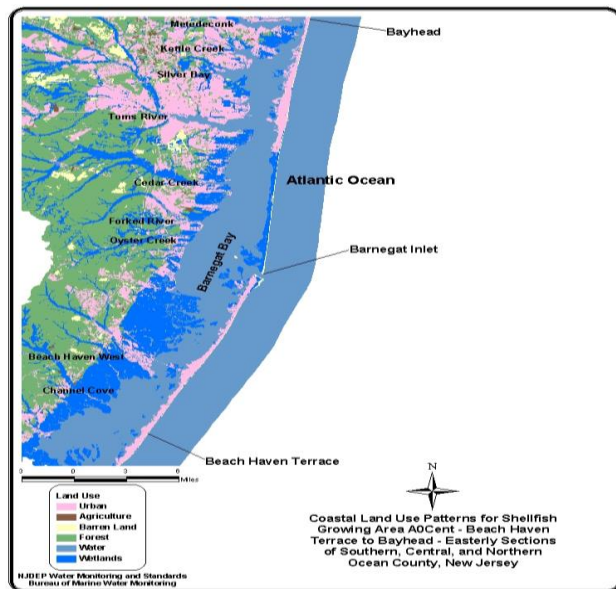 Metedeconk
Bayhead
Kettle Creek
Silver Bay
Toms River
Cedar Creek
Atlantic Ocean
Forked River
Oyster Creek
Barnegat Bay
Barnegat Inlet
Beach Haven West
Channel Cove
Beach Haven Terrace
0
Miles
N
Land Use
Urban
Agriculture
Barren Land
Forest
Water
Wetlands
Coastal Land Use Patterns for Shellfish
Growing Area A0Cent - Beach Haven
Terrace to Bayhead - Easterly Sections
of Southern, Central, and Northern
Ocean County, New Jersey
NJDEP Water Monitoring and Standards
Bureau of Marine Water Monitoring